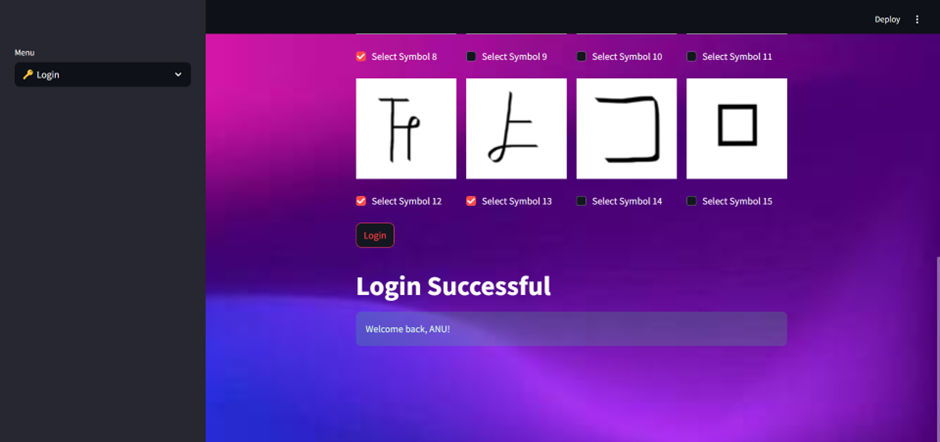 Deploy
Menu
🔑 Login
Select Symbol 8
Select Symbol 9
Select Symbol 10
Select Symbol 11
Select Symbol 12
Select Symbol 13
Select Symbol 14
Select Symbol 15
Login
Login Successful
Welcome back, ANU!